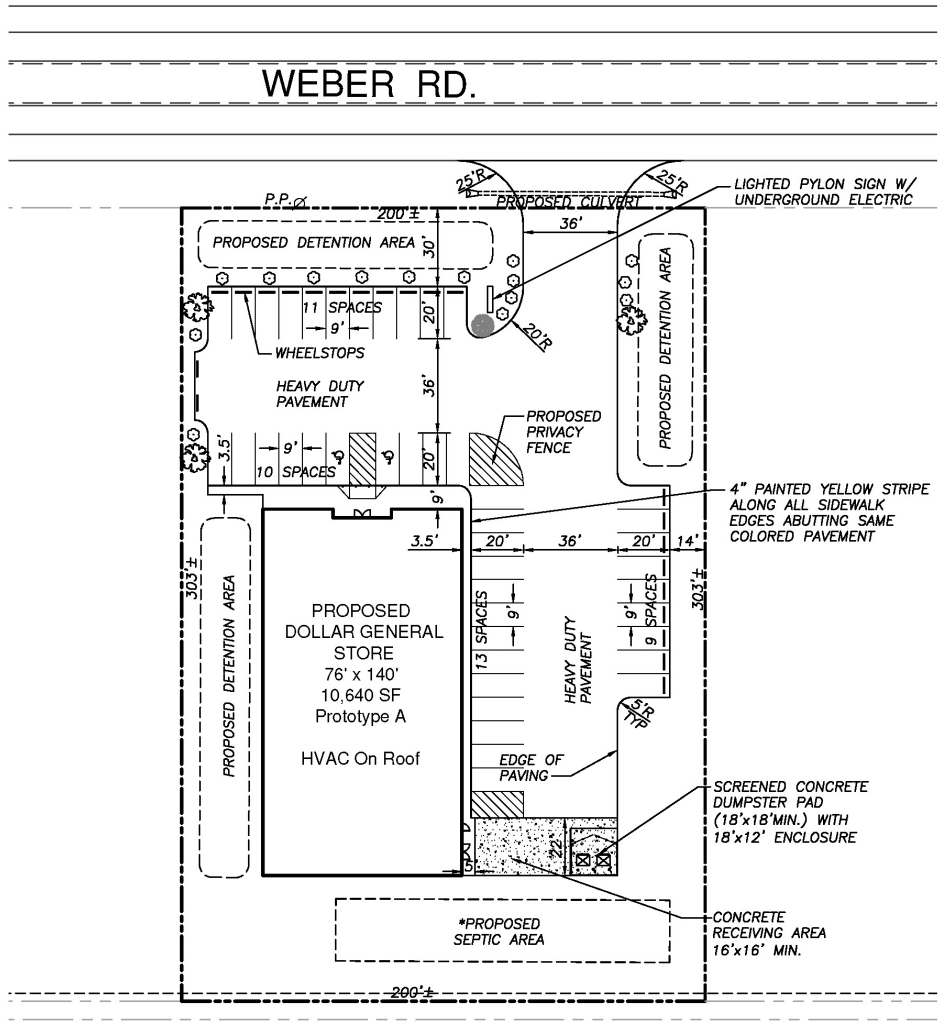 WEBER RD.
25'R
25'R
LIGHTED PYLON SIGN W/
UNDERGROUND ELECTRIC
P.P.
PROPOSED CULVERT
200'±
36'
PROPOSED DETENTION AREA
30'
PROPOSED DETENTION AREA
11 SPACES
9'
20'
20'R
WHEELSTOPS
HEAVY DUTY
PAVEMENT
36'
PROPOSED
PRIVACY
FENCE
3.5'
9'
10 SPACES
20'
9'
4" PAINTED YELLOW STRIPE
ALONG ALL SIDEWALK
EDGES ABUTTING SAME
COLORED PAVEMENT
3.5'
20'
36'
20'
14'
303'±
303'±
PROPOSED DETENTION AREA
PROPOSED
DOLLAR GENERAL
STORE
76' x 140'
10,640 SF
Prototype A
HVAC On Roof
13 SPACES
9'
HEAVY DUTY
PAVEMENT
9'
9 SPACES
5'R
TYP
EDGE OF
PAVING
SCREENED CONCRETE
DUMPSTER PAD
(18'x18'MIN.) WITH
18'x12' ENCLOSURE
22'
5'
*PROPOSED
SEPTIC AREA
CONCRETE
RECEIVING AREA
16'x16' MIN.
200'±